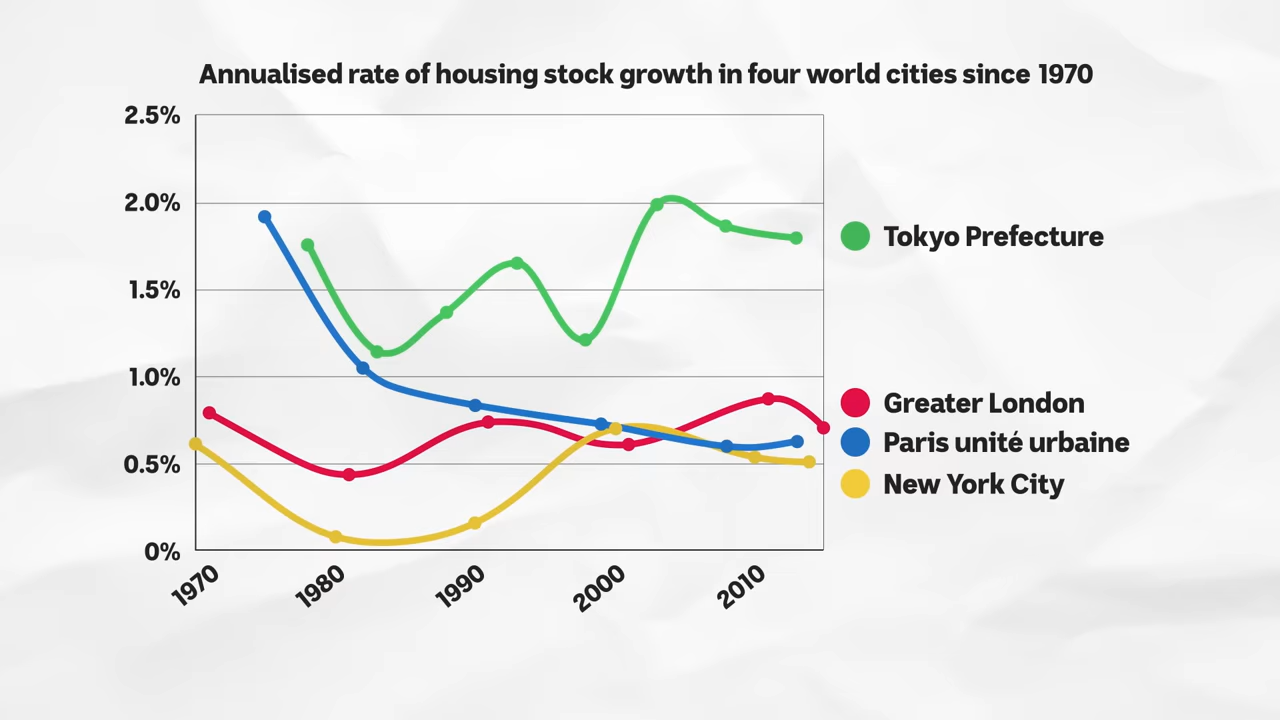 Annualised rate of housing stock growth in four world cities since 1970
2.5%
2.0%
1.5%
1.0%
0.5%
0%
1970
1980
1990
2000
2010
Tokyo Prefecture
Greater London
Paris unité urbaine
New York City